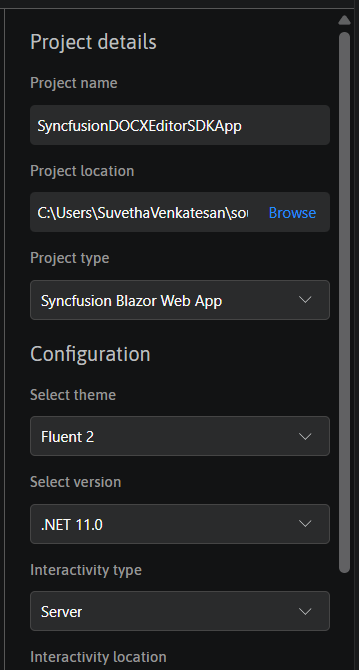 Project details
Project name
SyncfusionDOCXEditorSDKApp
Project location
C:\Users\SuvethaVenkatesan\sou Browse
Project type
Syncfusion Blazor Web App
Configuration
Select theme
Fluent 2
Select version
.NET 11.0
Interactivity type
Server
Interactivity location